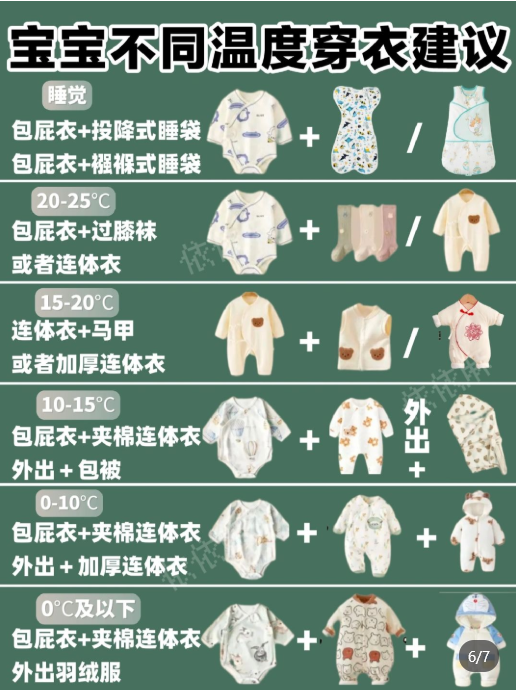 宝宝不同温度穿衣建议
睡觉
包屁衣+投降式睡袋
包屁衣+襁褓式睡袋
+
/
20-25℃
包屁衣+过膝袜
或者连体衣
+
/
15-20℃
连体衣+马甲
或者加厚连体衣
+
/
10-15℃
包屁衣+夹棉连体衣
外出+包被
+
外出
+
0-10℃
包屁衣+夹棉连体衣
外出+加厚连体衣
+
+
0℃及以下
包屁衣+夹棉连体衣
外出羽绒服
+
+
6/7